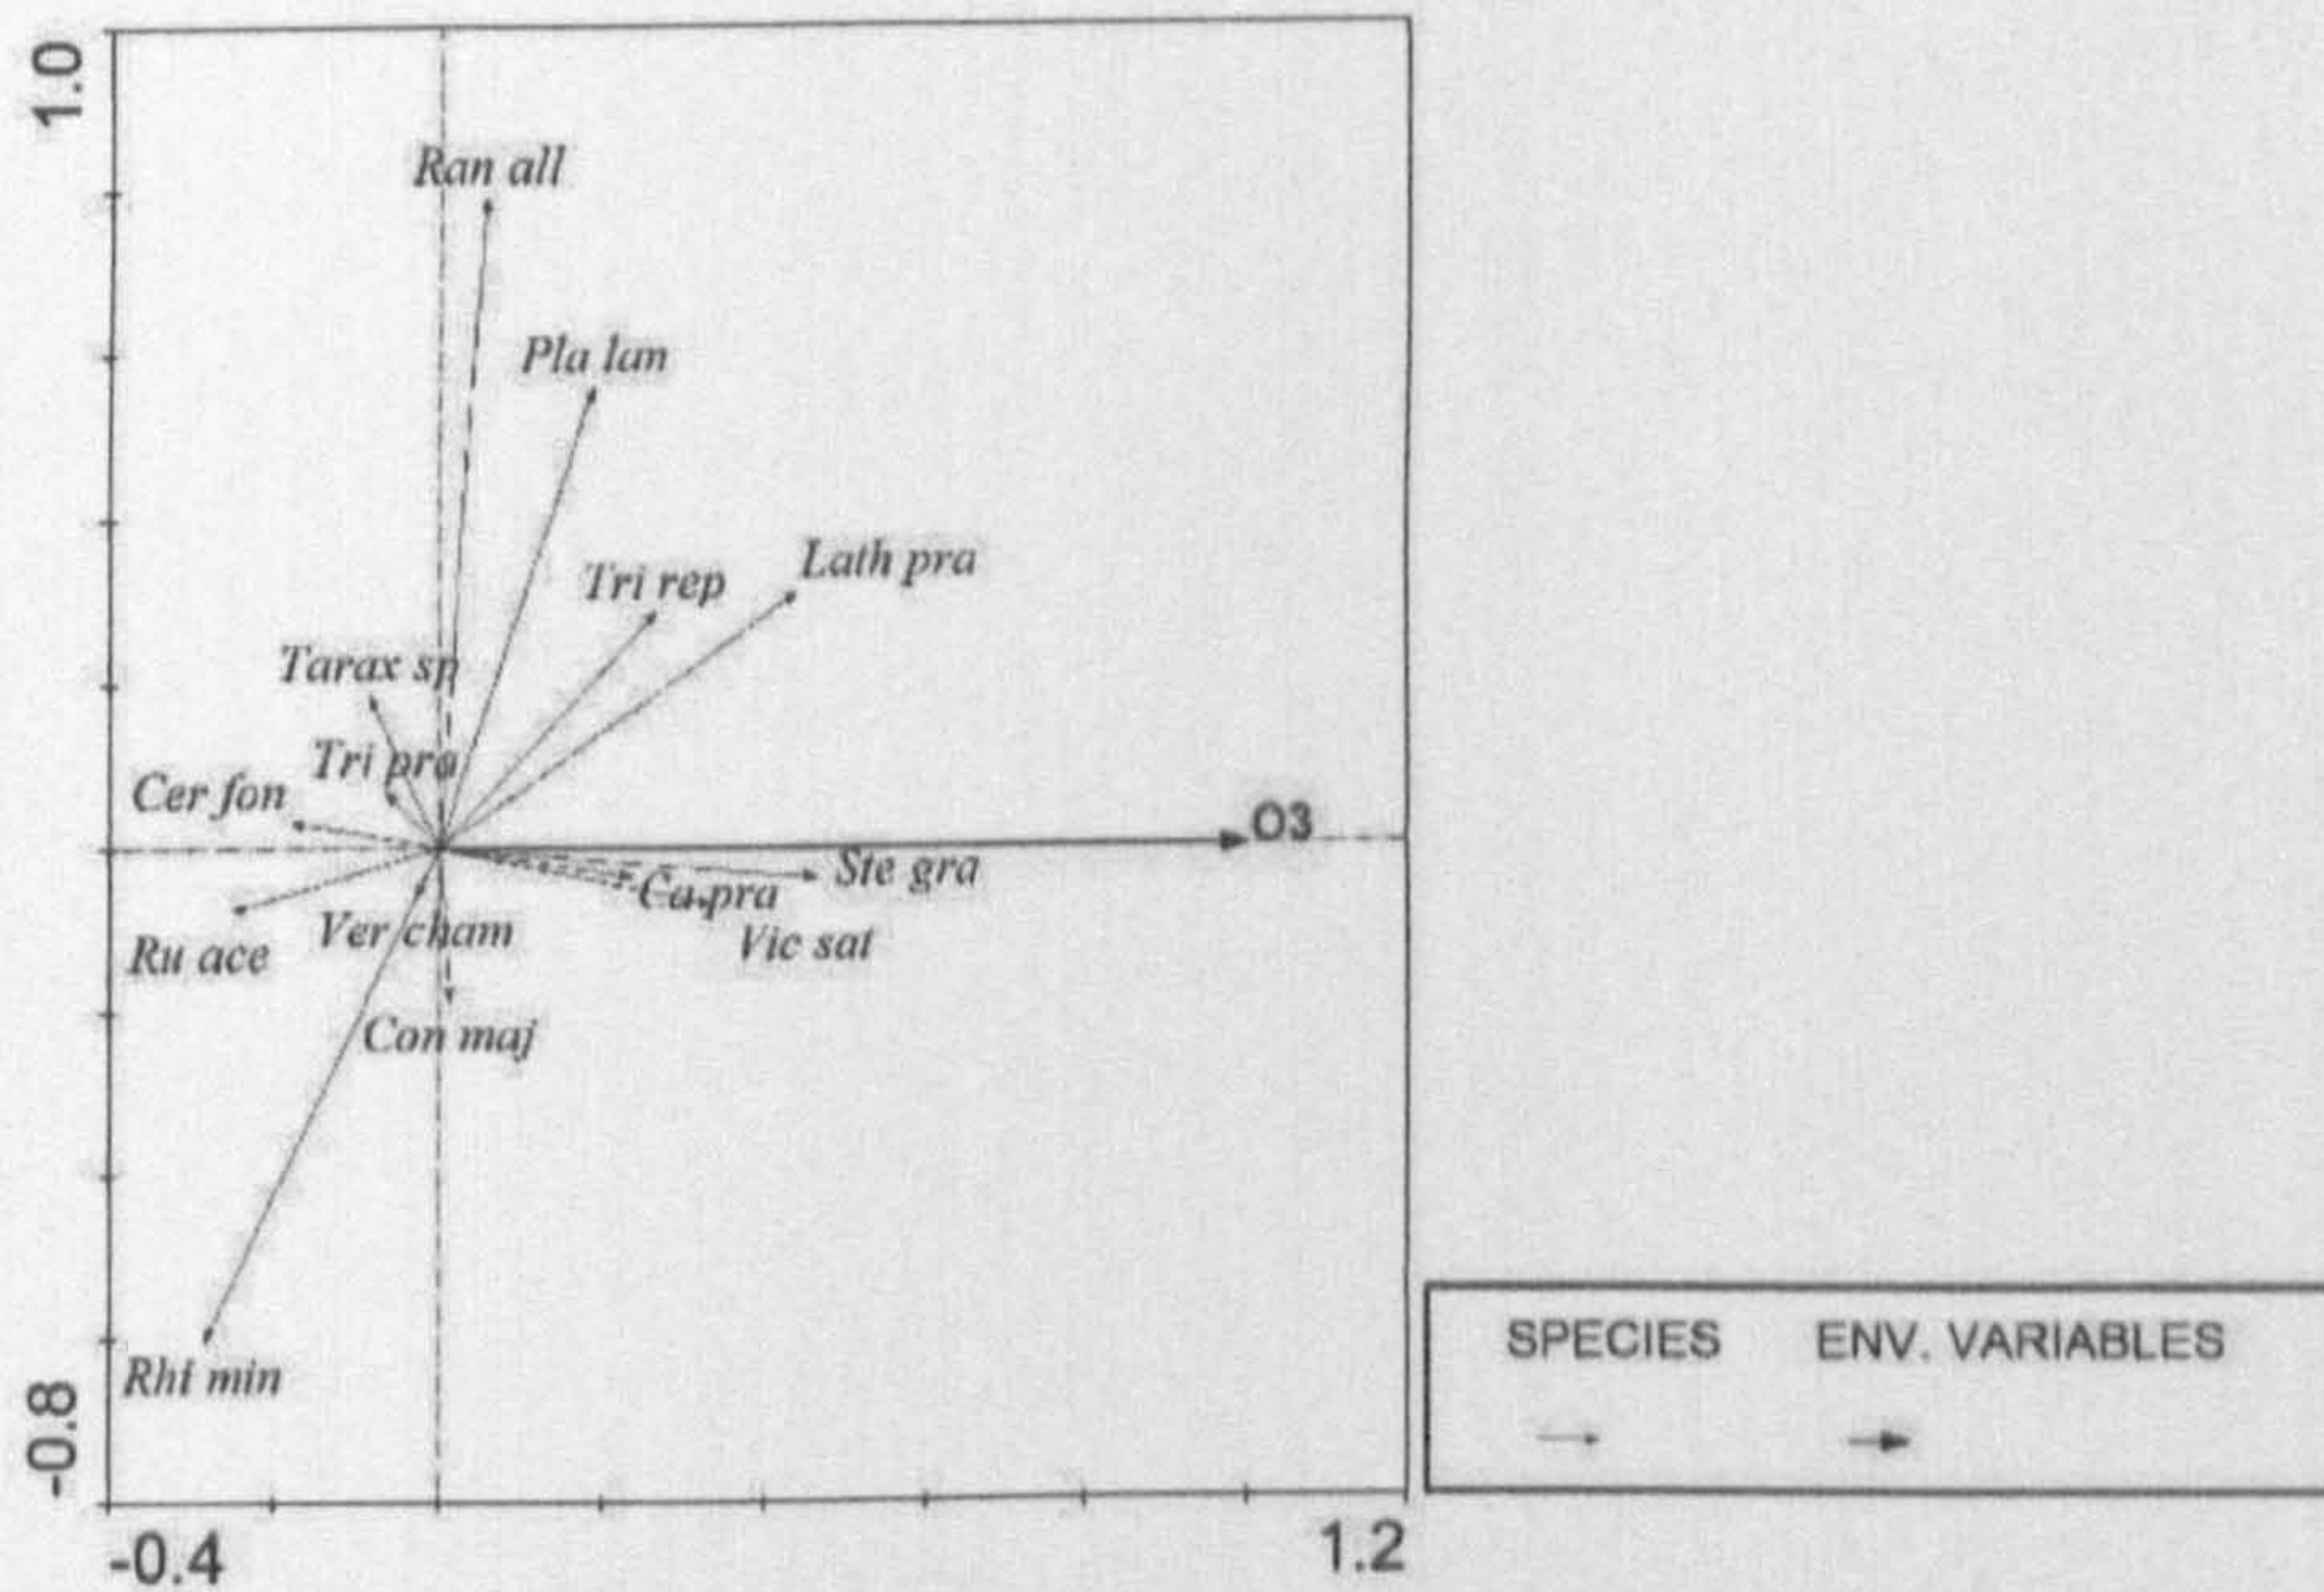 1.0
Ran all
Pla lan
Lath pra
Tri rep
Tarax sp
Tri pra
Cer fon
O3
Ste gra
Ca.pra
Ver cham
Vic sat
Ru ace
Con maj
Rhi min
-0.8
SPECIES ENV. VARIABLES
-0.4
1.2